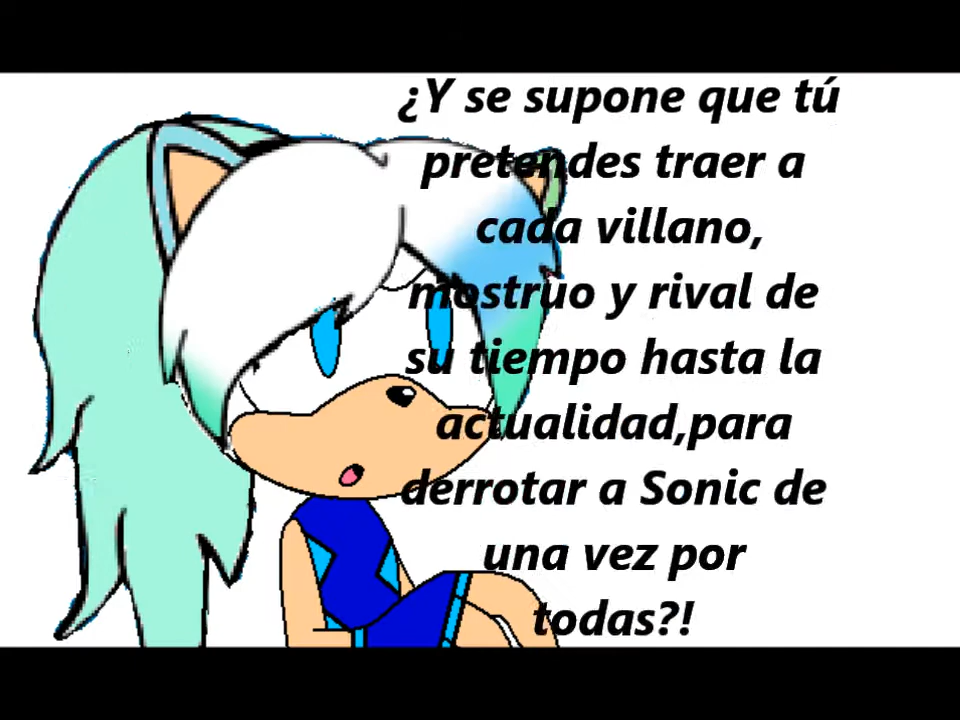 ¿Y se supone que tú
pretendes traer a
cada villano,
mostruo y rival de
su tiempo hasta la
actualidad,para
derrotar a Sonic de
una vez por
todas?!